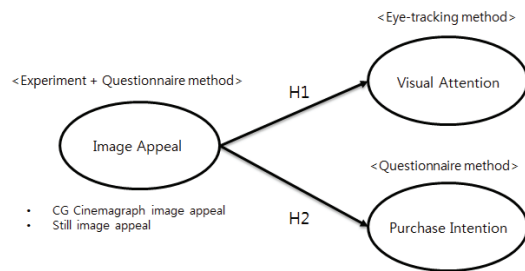 <Eye-tracking method>
Visual Attention
<Experiment + Questionnaire method>
H1
Image Appeal
<Questionnaire method>
• CG Cinemagraph image appeal
• Still image appeal
H2
Purchase Intention